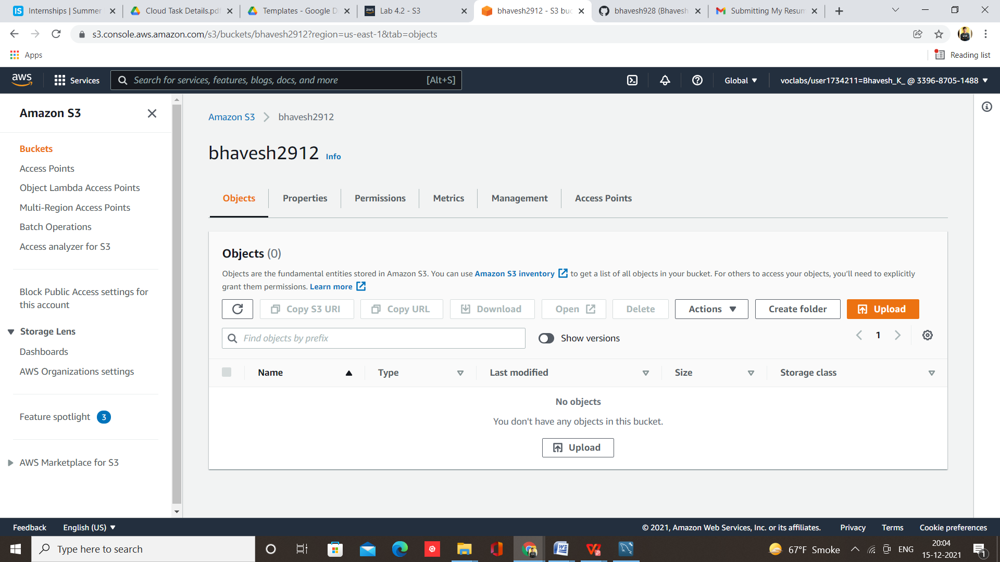 IS Internships | Summer
Cloud Task Details.pdf
Templates - Google D
aws Lab 4.2 - S3
bhavesh2912 - S3 buc
bhavesh928 (Bhavesh
Submitting My Resum
s3.console.aws.amazon.com/s3/buckets/bhavesh2912?region=us-east-1&tab=objects
Apps
Reading list
aws
Services
Search for services, features, blogs, docs, and more
[Alt+S]
Global
voclabs/user1734211=Bhavesh_K_ @ 3396-8705-1488
Amazon S3
Buckets
Access Points
Object Lambda Access Points
Multi-Region Access Points
Batch Operations
Access analyzer for S3
Block Public Access settings for
this account
Storage Lens
Dashboards
AWS Organizations settings
Feature spotlight 3
AWS Marketplace for S3
Amazon S3
bhavesh2912
bhavesh2912 Info
Objects
Properties
Permissions
Metrics
Management
Access Points
Objects (0)
Objects are the fundamental entities stored in Amazon S3. You can use Amazon S3 inventory to get a list of all objects in your bucket. For others to access your objects, you'll need to explicitly
grant them permissions. Learn more
Copy S3 URI
Copy URL
Download
Open
Delete
Actions
Create folder
Upload
Find objects by prefix
Show versions
1
Name
Type
Last modified
Size
Storage class
No objects
You don't have any objects in this bucket.
Upload
Feedback
English (US)
© 2021, Amazon Web Services, Inc. or its affiliates.
Privacy
Terms
Cookie preferences
Type here to search
67°F Smoke
ENG
20:04
15-12-2021
1